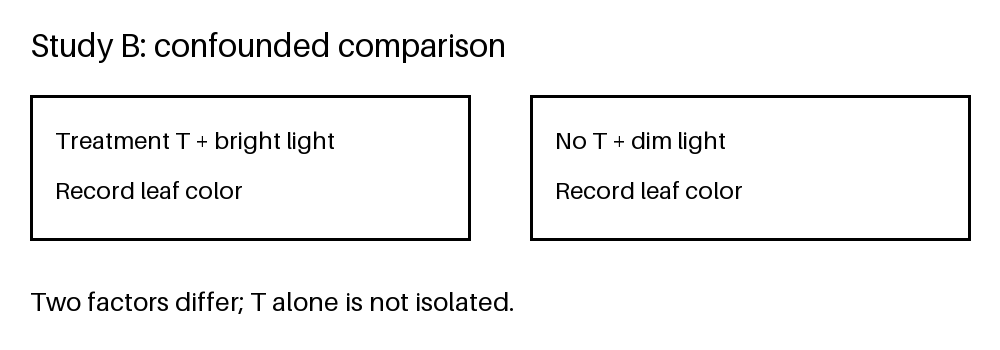 Study B: confounded comparison
Treatment T + bright light
Record leaf color
No T + dim light
Record leaf color
Two factors differ; T alone is not isolated.